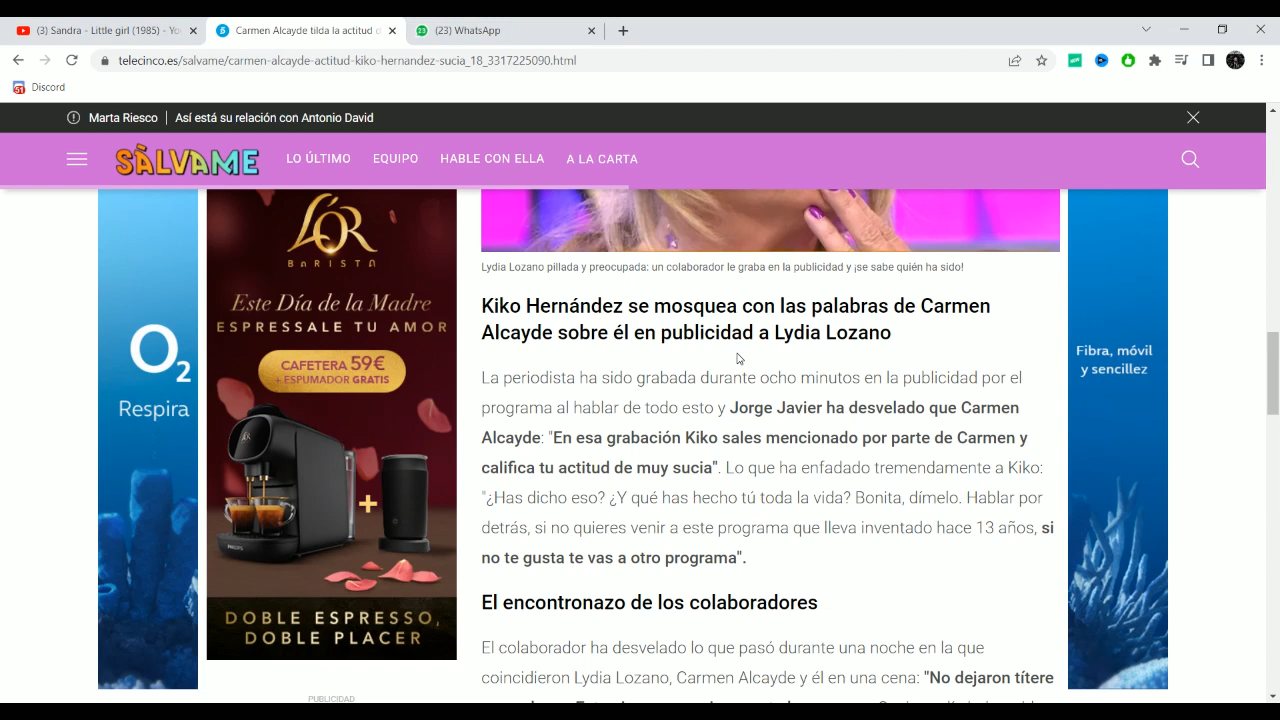 (3) Sandra - Little girl (1985) - Yo
Carmen Alcayde tilda la actitud
(23) WhatsApp
telecinco.es/salvame/carmen-alcayde-actitud-kiko-hernandez-sucia_18_3317225090.html
Discord
Marta Riesco | Así está su relación con Antonio David
SÀLVAME
LO ÚLTIMO
EQUIPO
HABLE CON ELLA
A LA CARTA
O2
Respira
L'OR
BARISTA
Este Día de la Madre
ESPRESSALE TU AMOR
CAFETERA 59€
+ ESPUMADOR GRATIS
+
PHILIPS
DOBLE ESPRESSO,
DOBLE PLACER
PUBLICIDAD
Lydia Lozano pillada y preocupada: un colaborador le graba en la publicidad y ¡se sabe quién ha sido!
Kiko Hernández se mosquea con las palabras de Carmen
Alcayde sobre él en publicidad a Lydia Lozano
La periodista ha sido grabada durante ocho minutos en la publicidad por el
programa al hablar de todo esto y Jorge Javier ha desvelado que Carmen
Alcayde: "En esa grabación Kiko sales mencionado por parte de Carmen y
califica tu actitud de muy sucia". Lo que ha enfadado tremendamente a Kiko:
"¿Has dicho eso? ¿Y qué has hecho tú toda la vida? Bonita, dímelo. Hablar por
detrás, si no quieres venir a este programa que lleva inventado hace 13 años, si
no te gusta te vas a otro programa".
El encontronazo de los colaboradores
El colaborador ha desvelado lo que pasó durante una noche en la que
coincidieron Lydia Lozano, Carmen Alcayde y él en una cena: "No dejaron títere
Fibra, móvil
y sencillez